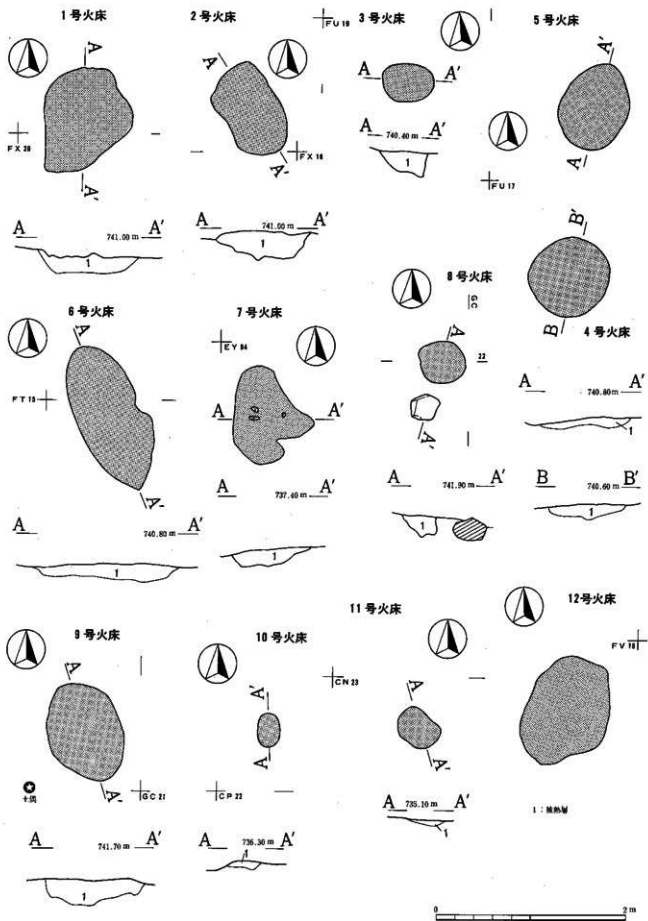 1号火床
2号火床
FU 19
3号火床
5号火床
A
A'
FX 20
A
A'
FX 18
A
A'
A
A'
740.40 m
1
A'
A
FU 17
A
A'
741.00 m
1
A
A'
741.00 m
1
8号火床
GC
22
A
A'
B'
B
4号火床
6号火床
7号火床
A
A'
FT 15
EY 84
A
A'
A
A'
740.80 m
1
A
A'
737.40 m
1
A
A'
741.90 m
1
A
A'
740.80 m
1
B
B'
740.60 m
1
9号火床
10号火床
11号火床
12号火床
A
A'
土偶
GC 21
A'
A
CP 22
CN 23
A
A'
FV 16
A
A'
741.70 m
1
A
A'
736.30 m
1
A
A'
735.10 m
1
1：被熱層
0
2 m